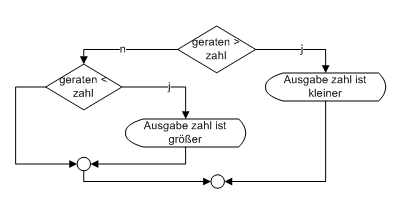 geraten >
zahl
n
j
geraten <
zahl
j
Ausgabe zahl ist
kleiner
Ausgabe zahl ist
größer